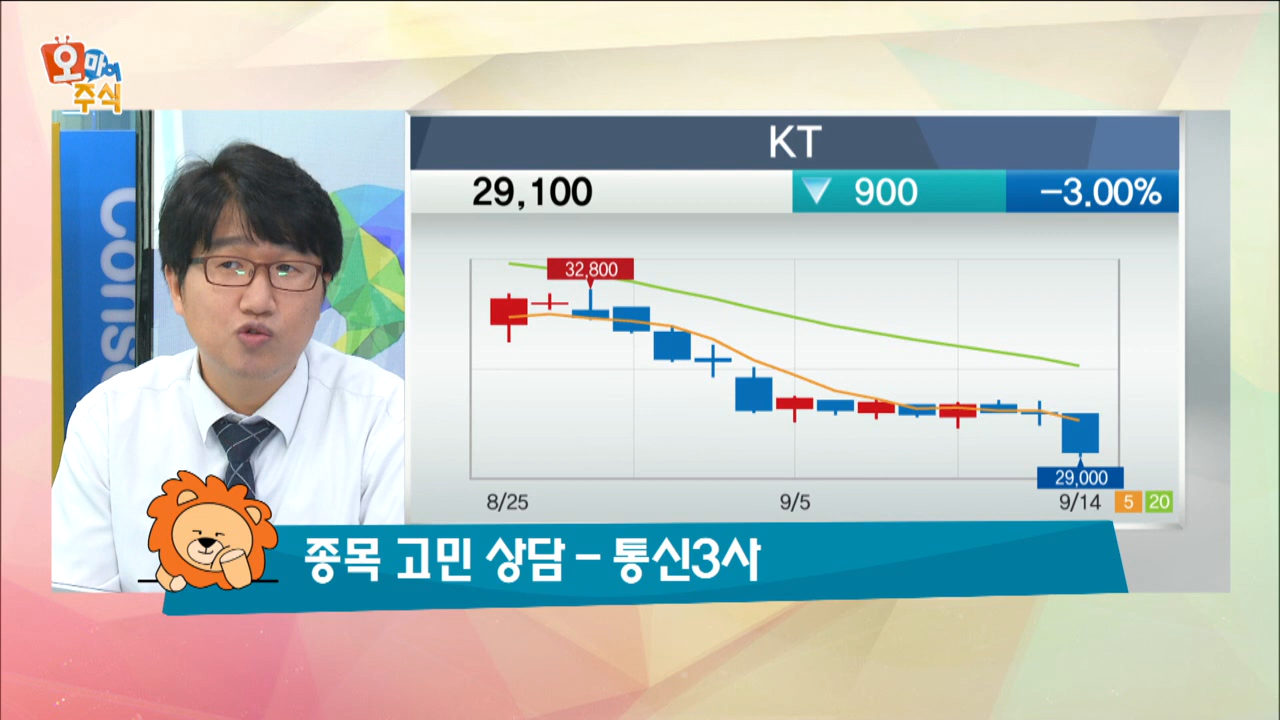 오마이
주식
KT
29,100 ▼ 900 -3.00%
32,800
29,000
8/25 9/5 9/14 5 20
종목 고민 상담 - 통신3사